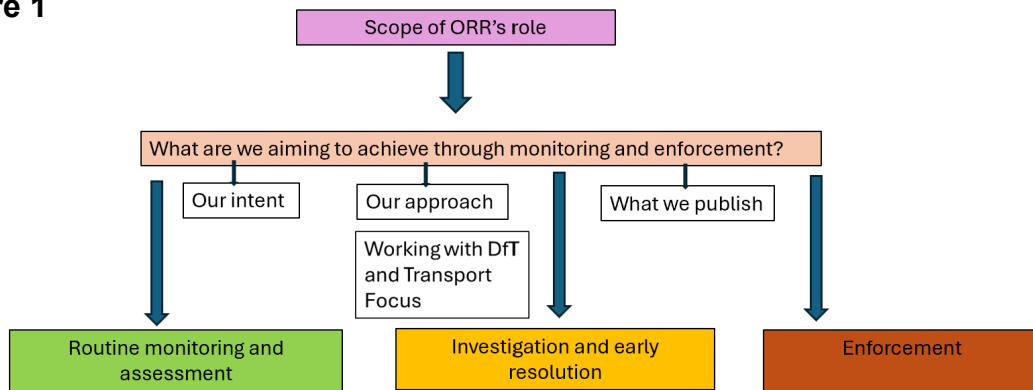 re 1
Scope of ORR's role
What are we aiming to achieve through monitoring and enforcement?
Our intent
Our approach
What we publish
Working with DfT
and Transport
Focus
Routine monitoring and
assessment
Investigation and early
resolution
Enforcement